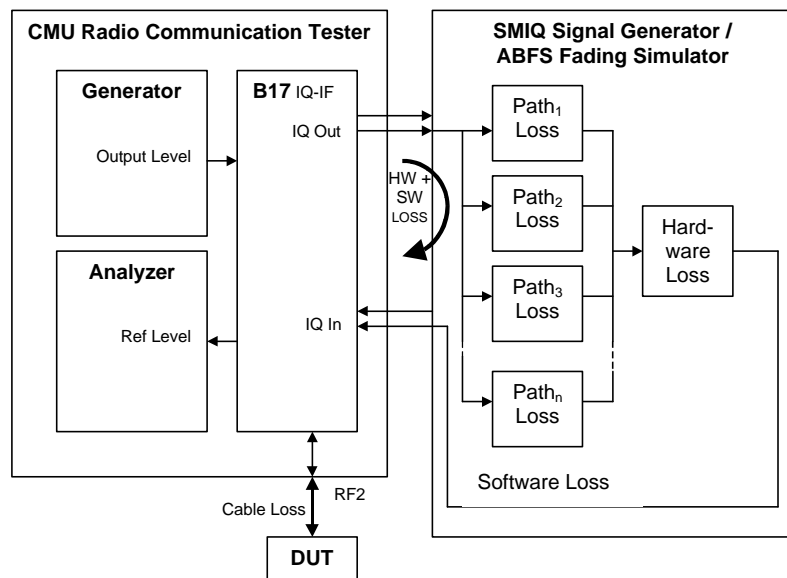 CMU Radio Communication Tester
Generator
Output Level
Analyzer
Ref Level
B17 IQ-IF
IQ Out
IQ In
HW +
SW
LOSS
RF2
Cable Loss
DUT
SMIQ Signal Generator /
ABFS Fading Simulator
Path₁
Loss
Path₂
Loss
Path₃
Loss
Pathₙ
Loss
Hard-
ware
Loss
Software Loss